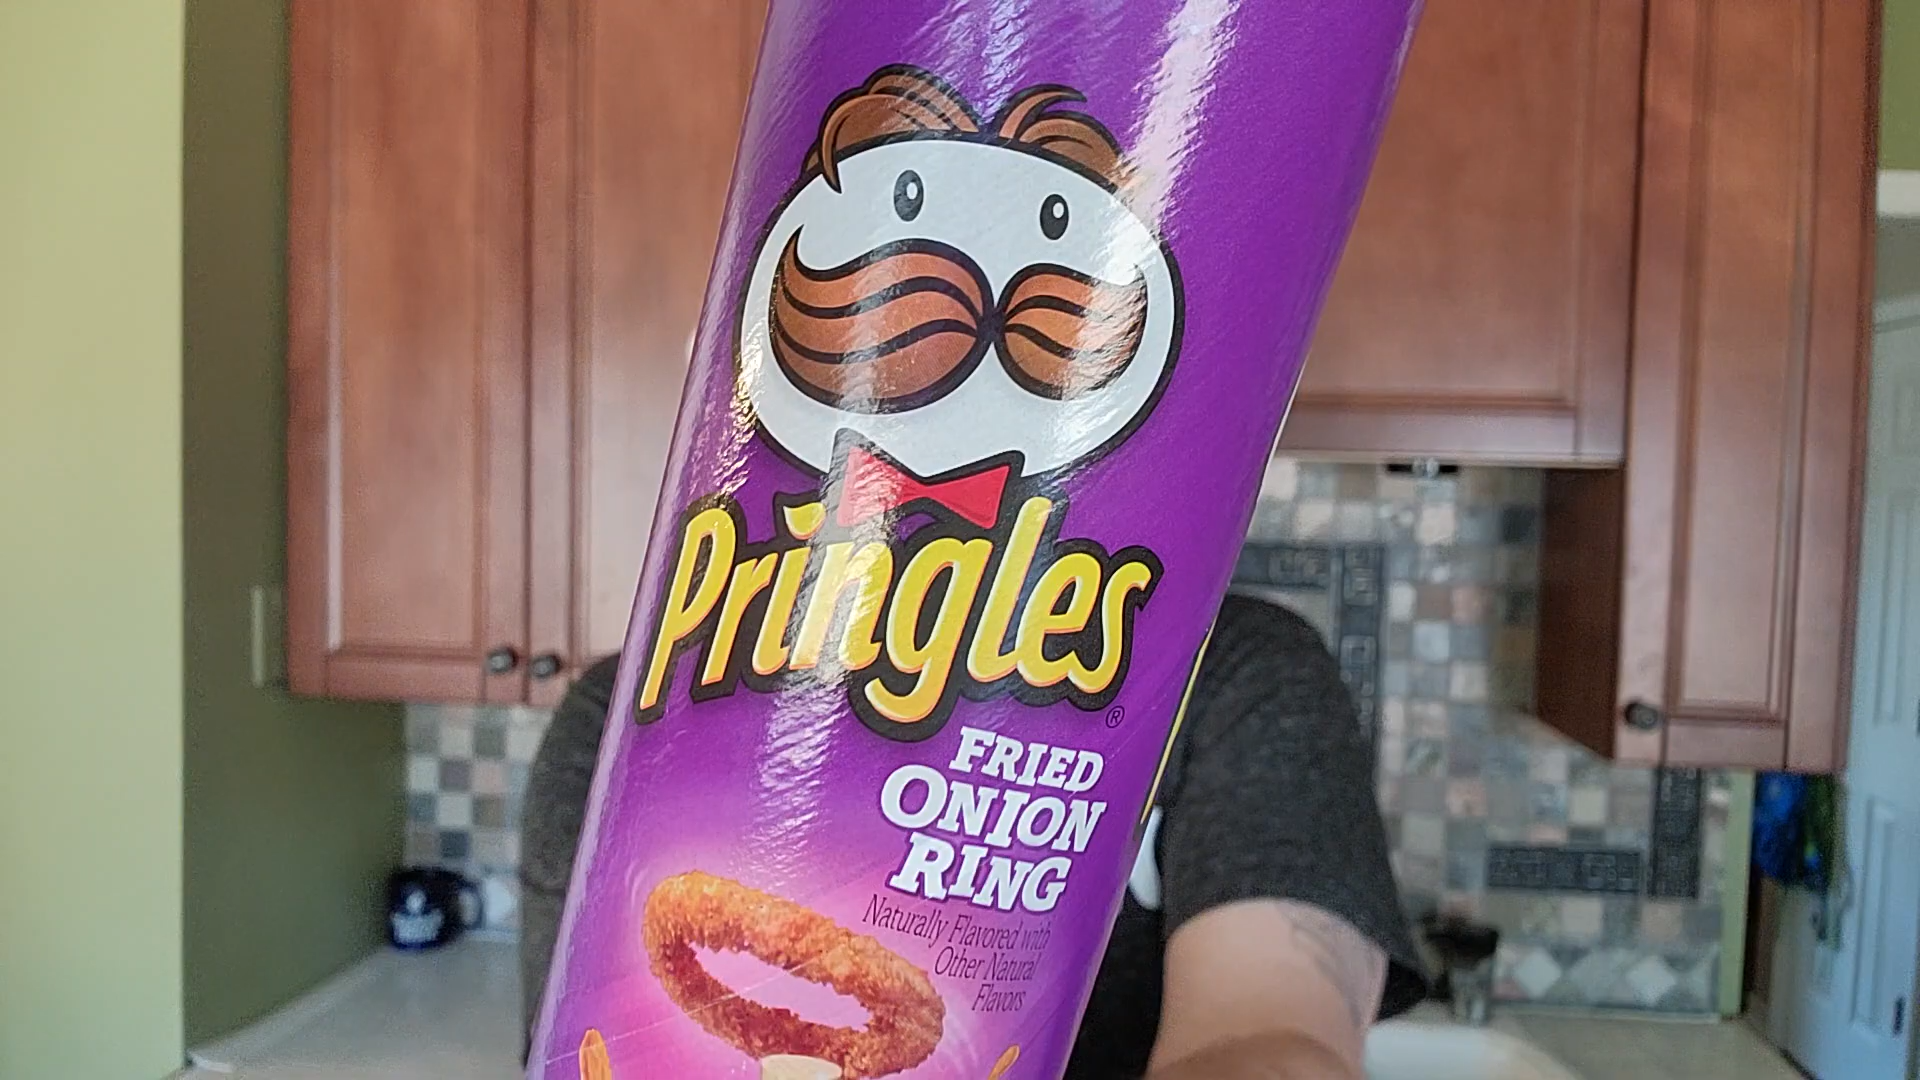 Pringles®
FRIED
ONION
RING
Naturally Flavored with
Other Natural
Flavors